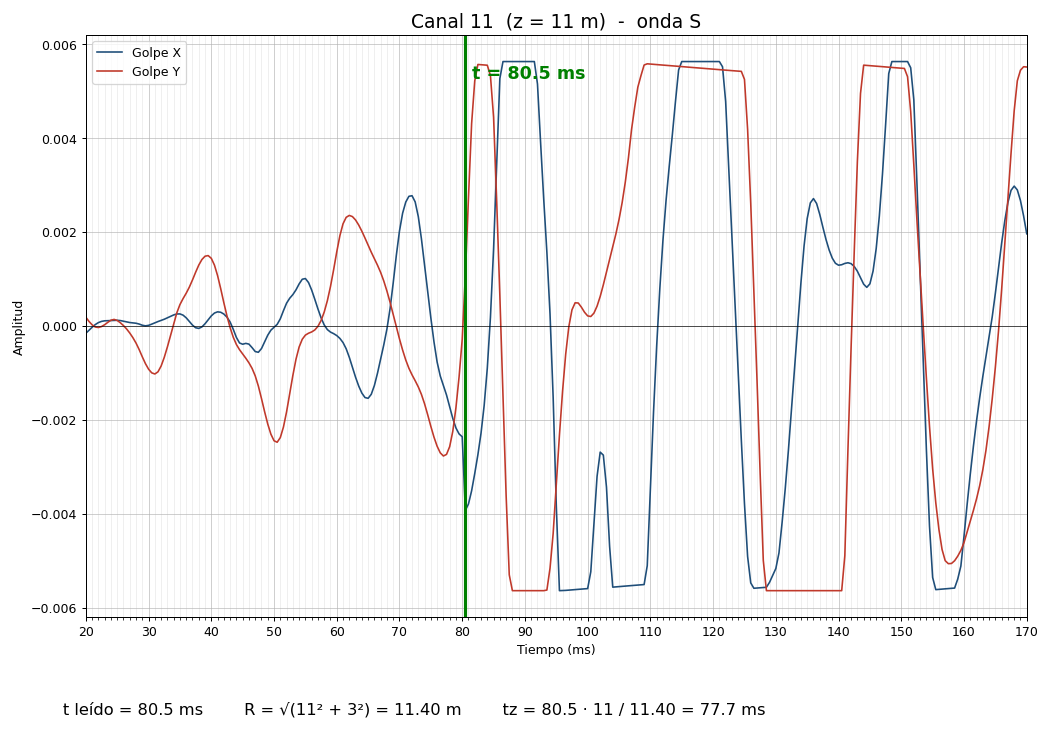 Canal 11 (z = 11 m) - onda S
Golpe X
Golpe Y
t = 80.5 ms
Amplitud
0.006
0.004
0.002
0.000
−0.002
−0.004
−0.006
20 30 40 50 60 70 80 90 100 110 120 130 140 150 160 170
Tiempo (ms)
t leído = 80.5 ms R = √(11² + 3²) = 11.40 m tz = 80.5 · 11 / 11.40 = 77.7 ms